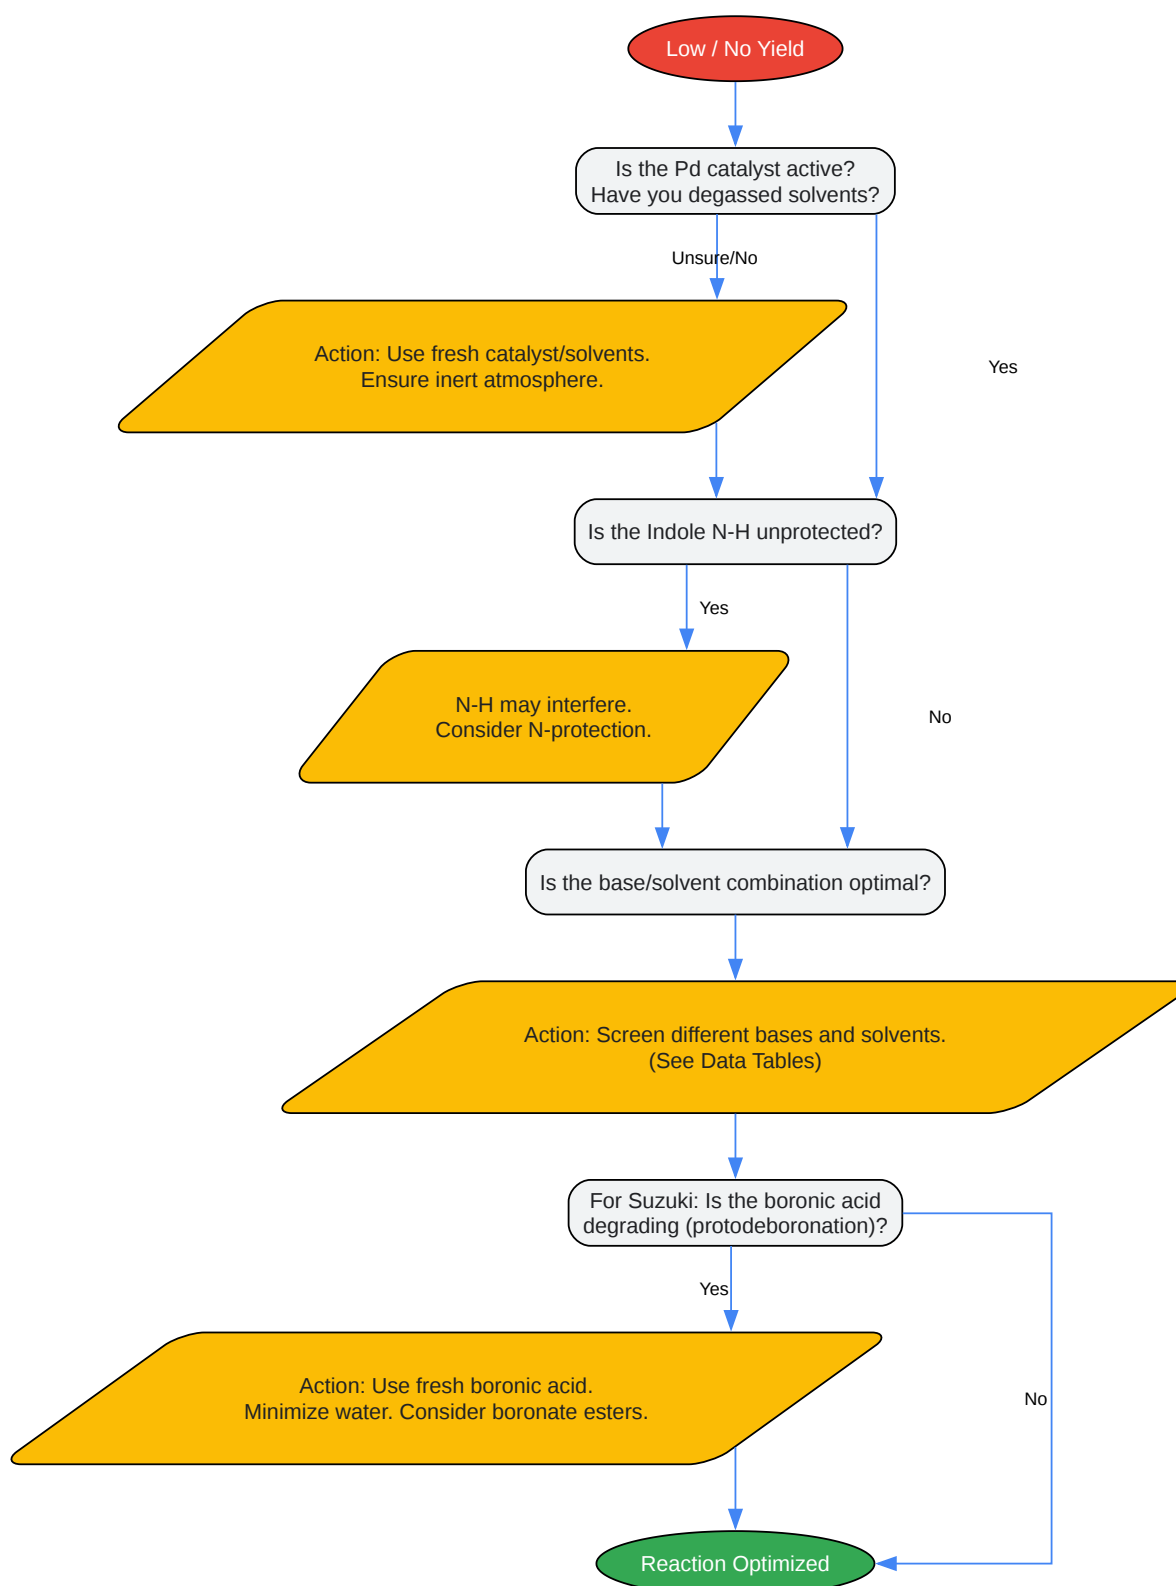 Low / No Yield
Is the Pd catalyst active?
Have you degassed solvents?
Unsure/No
Action: Use fresh catalyst/solvents.
Ensure inert atmosphere.
Yes
Is the Indole N-H unprotected?
Yes
N-H may interfere.
Consider N-protection.
No
Is the base/solvent combination optimal?
Action: Screen different bases and solvents.
(See Data Tables)
For Suzuki: Is the boronic acid
degrading (protodeboronation)?
Yes
Action: Use fresh boronic acid.
Minimize water. Consider boronate esters.
No
Reaction Optimized